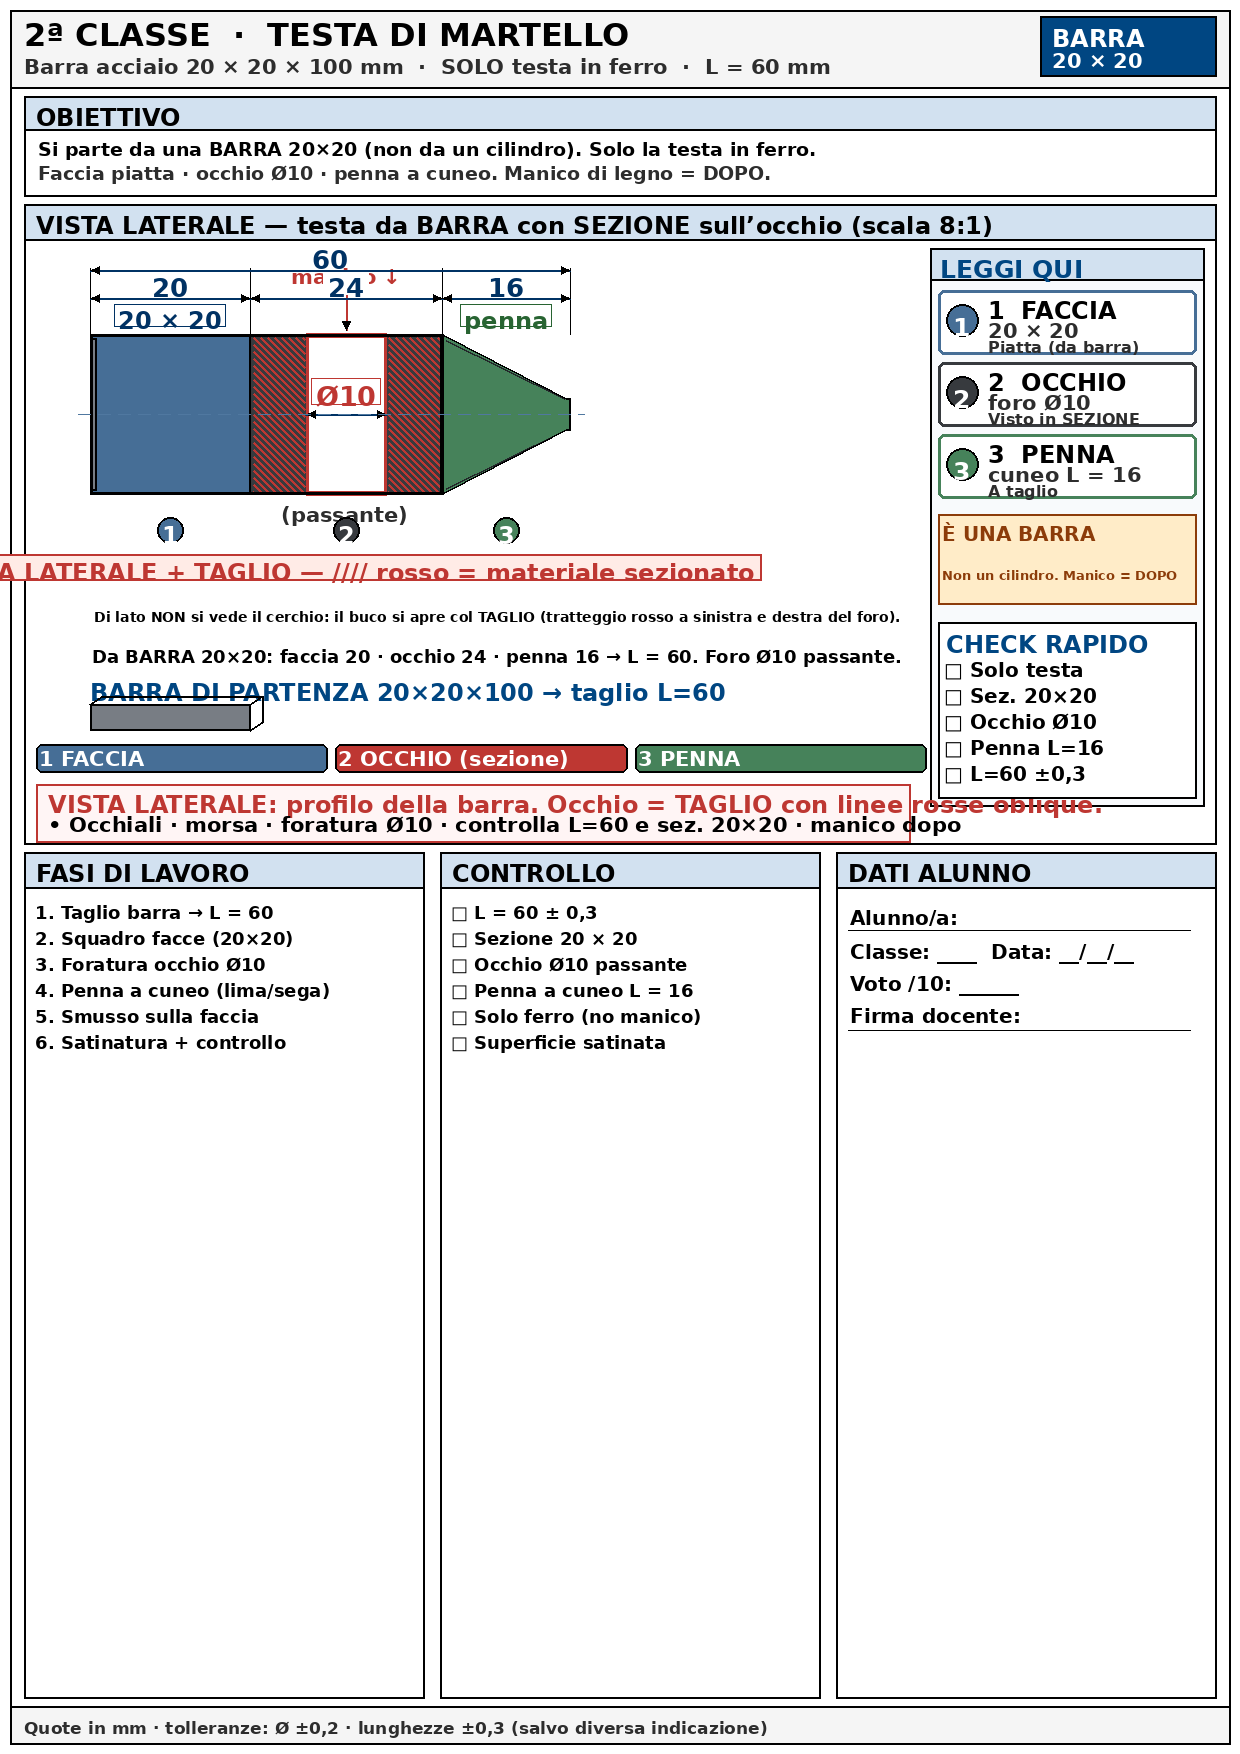 2ª CLASSE · TESTA DI MARTELLO
Barra acciaio 20 × 20 × 100 mm · SOLO testa in ferro · L = 60 mm
BARRA
20 × 20
OBIETTIVO
Si parte da una BARRA 20×20 (non da un cilindro). Solo la testa in ferro.
Faccia piatta · occhio Ø10 · penna a cuneo. Manico di legno = DOPO.
VISTA LATERALE — testa da BARRA con SEZIONE sull’occhio (scala 8:1)
60
↓
20
24
16
20 × 20
penna
Ø10
(passante)
1
2
3
A LATERALE + TAGLIO — //// rosso = materiale sezionato
Di lato NON si vede il cerchio: il buco si apre col TAGLIO (tratteggio rosso a sinistra e destra del foro).
Da BARRA 20×20: faccia 20 · occhio 24 · penna 16 → L = 60. Foro Ø10 passante.
BARRA DI PARTENZA 20×20×100 → taglio L=60
1 FACCIA
2 OCCHIO (sezione)
3 PENNA
VISTA LATERALE: profilo della barra. Occhio = TAGLIO con linee rosse oblique.
• Occhiali · morsa · foratura Ø10 · controlla L=60 e sez. 20×20 · manico dopo
LEGGI QUI
1
1 FACCIA
20 × 20
Piatta (da barra)
2
2 OCCHIO
foro Ø10
Visto in SEZIONE
3
3 PENNA
cuneo L = 16
A taglio
È UNA BARRA
Non un cilindro. Manico = DOPO
CHECK RAPIDO
□ Solo testa
□ Sez. 20×20
□ Occhio Ø10
□ Penna L=16
□ L=60 ±0,3
FASI DI LAVORO
1. Taglio barra → L = 60
2. Squadro facce (20×20)
3. Foratura occhio Ø10
4. Penna a cuneo (lima/sega)
5. Smusso sulla faccia
6. Satinatura + controllo
CONTROLLO
□ L = 60 ± 0,3
□ Sezione 20 × 20
□ Occhio Ø10 passante
□ Penna a cuneo L = 16
□ Solo ferro (no manico)
□ Superficie satinata
DATI ALUNNO
Alunno/a:
Classe: ____ Data: __/__/__
Voto /10: ______
Firma docente:
Quote in mm · tolleranze: Ø ±0,2 · lunghezze ±0,3 (salvo diversa indicazione)